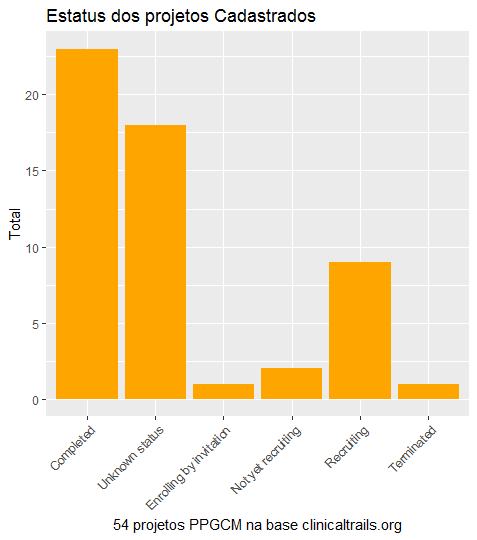 Estatus dos projetos Cadastrados
Total
20
15
10
5
0
Completed
Unknown status
Enrolling by invitation
Not yet recruiting
Recruiting
Terminated
54 projetos PPGCM na base clinicaltrails.org